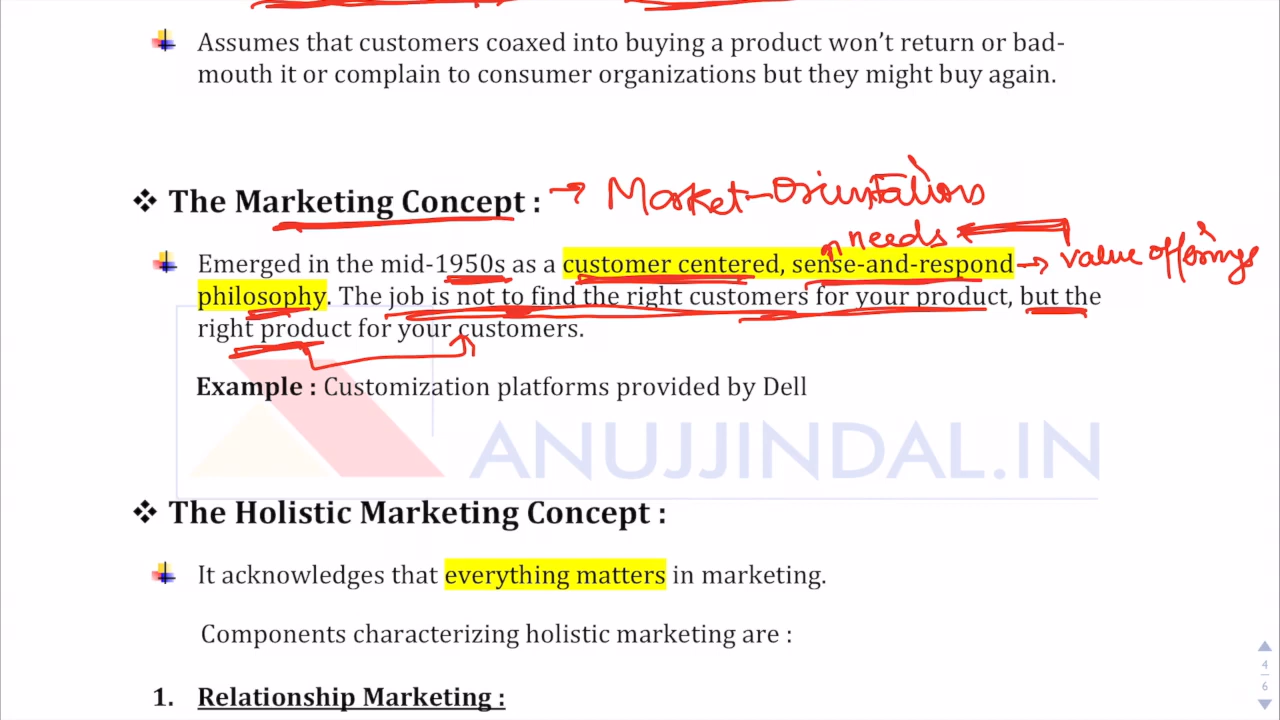 Assumes that customers coaxed into buying a product won’t return or bad-
mouth it or complain to consumer organizations but they might buy again.
❖ The Marketing Concept : → Market-Orientation
needs
Emerged in the mid-1950s as a customer centered, sense-and-respond → value offerings
philosophy. The job is not to find the right customers for your product, but the
right product for your customers.
Example : Customization platforms provided by Dell
ANUJJINDAL.IN
❖ The Holistic Marketing Concept :
It acknowledges that everything matters in marketing.
Components characterizing holistic marketing are :
1. Relationship Marketing :
4
6